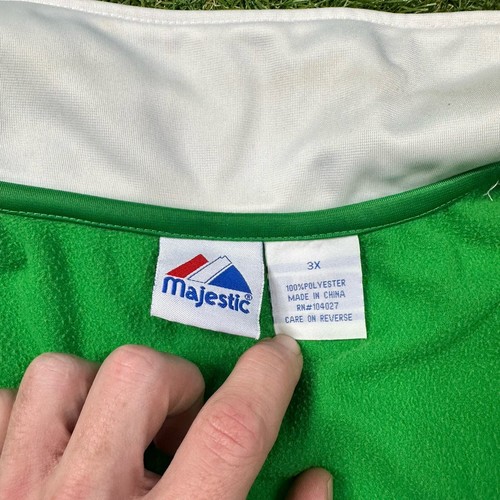 majestic®
3X
100%POLYESTER
MADE IN CHINA
RN#104027
CARE ON REVERSE